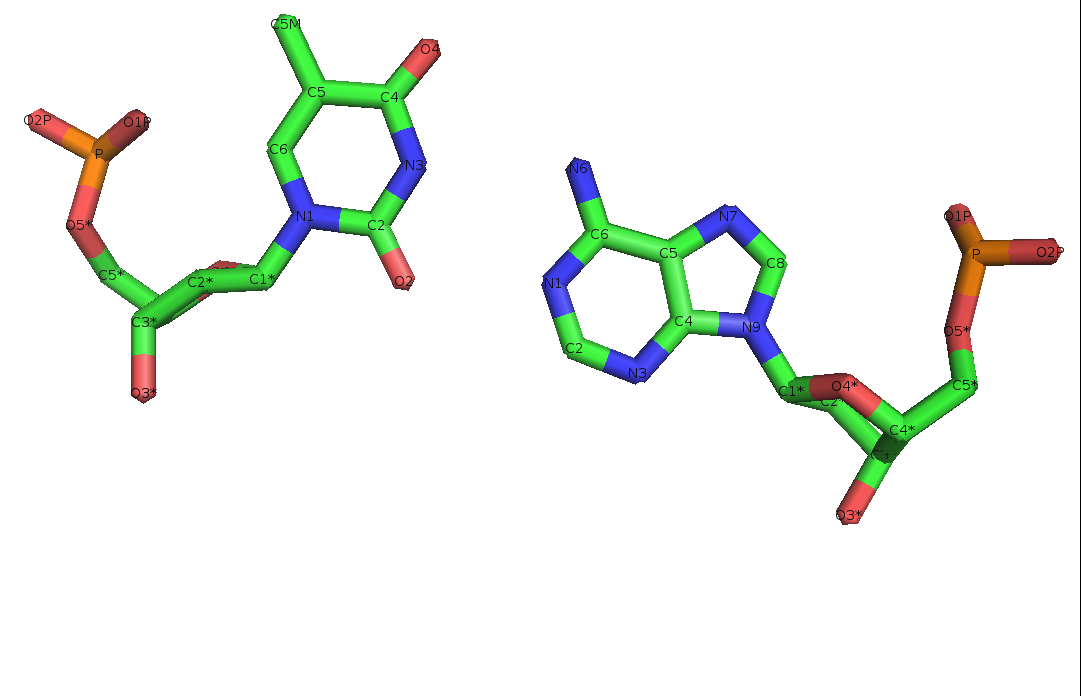 C5M
O4
C5
C4
O2P
O1P
P
C6
N3
N1
C2
O5*
C5*
C2*
C1*
O2
C3*
O3*
N6
N7
C6
C5
C8
N1
C4
N9
C2
N3
O1P
P
O2P
O5*
C1*
O4*
C5*
C4*
O3*